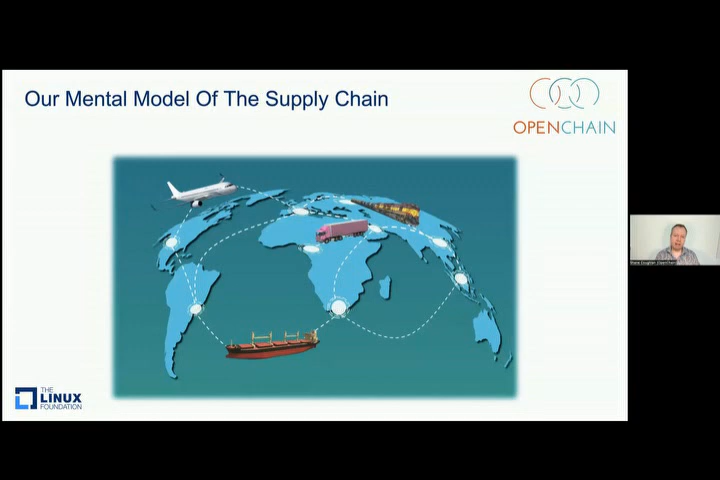 Our Mental Model Of The Supply Chain
OPENCHAIN
THE
LINUX
FOUNDATION